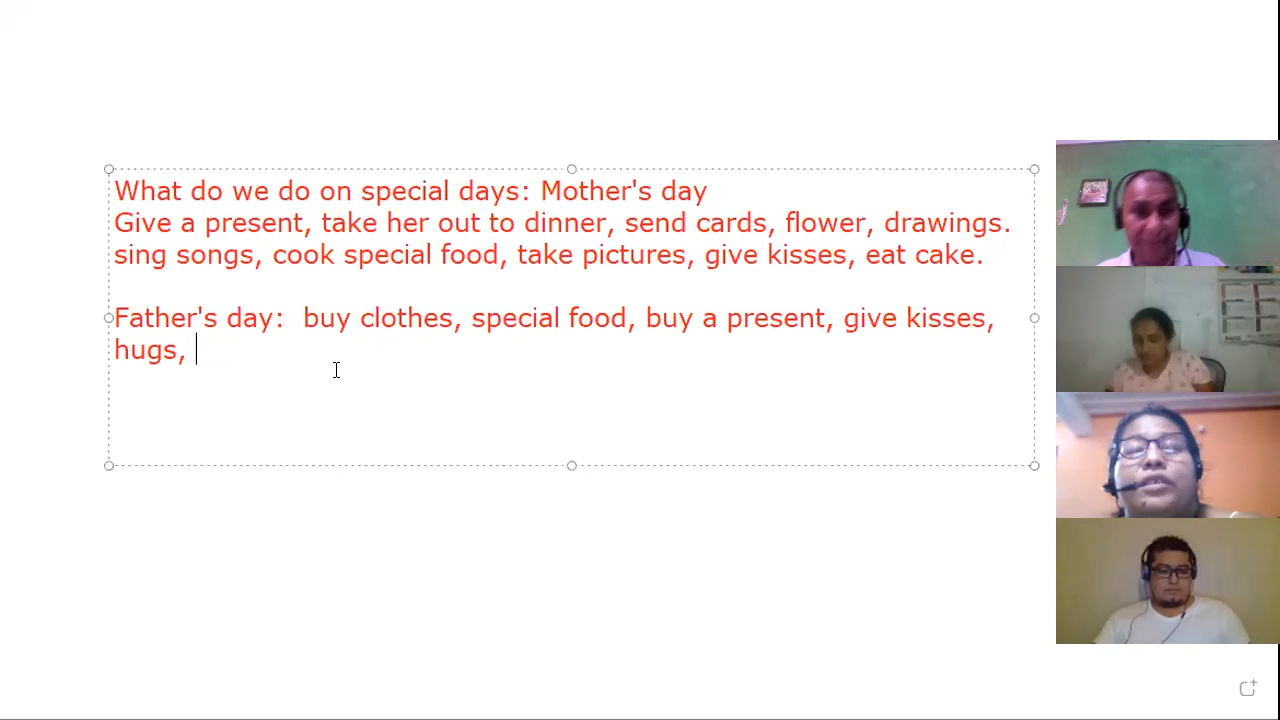 What do we do on special days: Mother's day
Give a present, take her out to dinner, send cards, flower, drawings.
sing songs, cook special food, take pictures, give kisses, eat cake.
Father's day:  buy clothes, special food, buy a present, give kisses,
hugs,